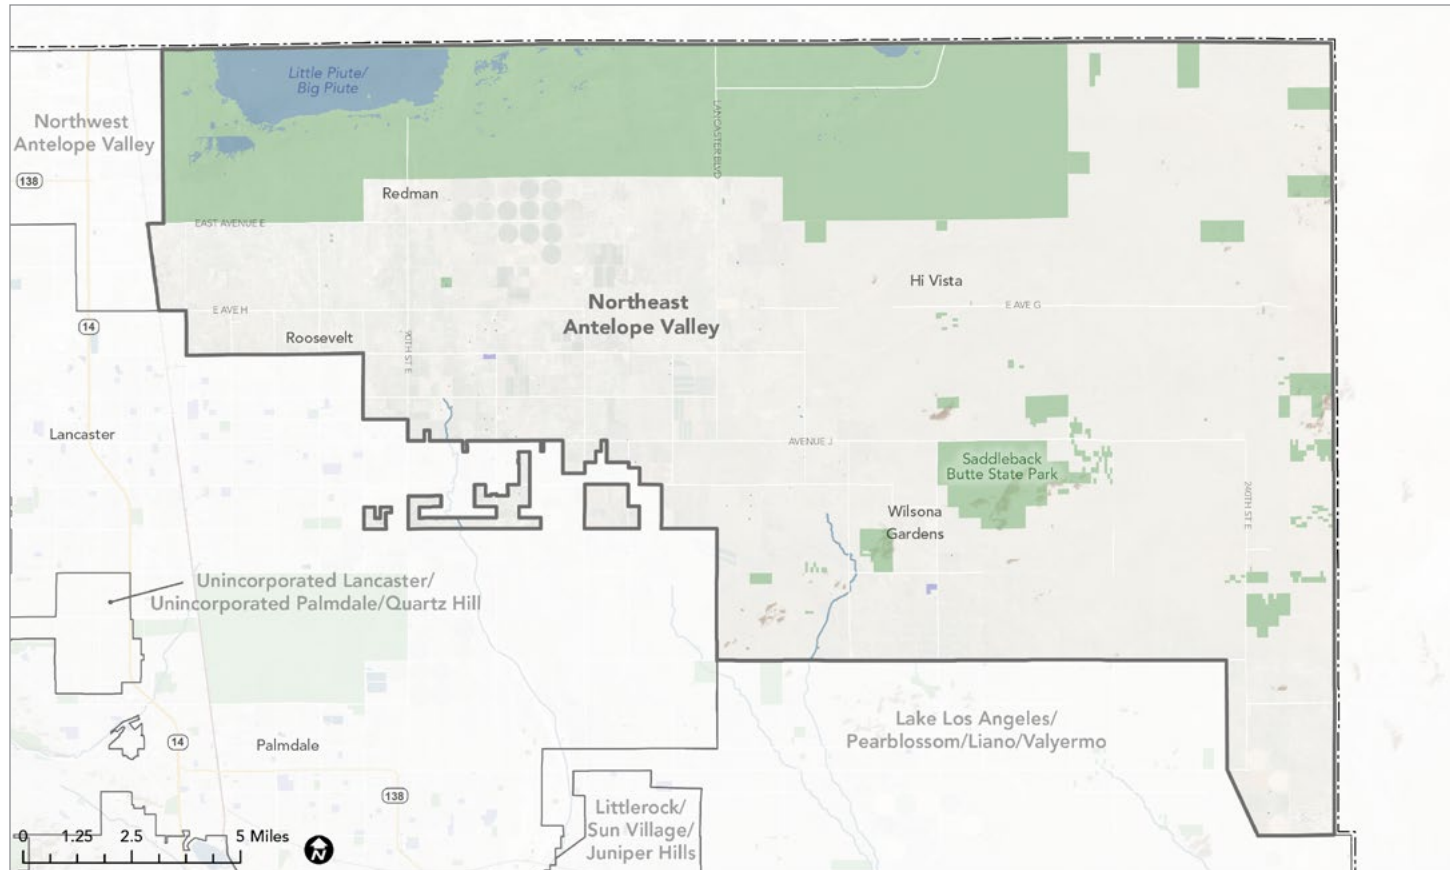 Little Piute/
Big Piute
Northwest
Antelope Valley
138
LANCASTER BLVD
Redman
EAST AVENUE E
Hi Vista
Northeast
Antelope Valley
E AVE G
E AVE H
14
Roosevelt
90TH ST E
Lancaster
AVENUE J
Saddleback
Butte State Park
240TH ST E
Wilsona
Gardens
Unincorporated Lancaster/
Unincorporated Palmdale/Quartz Hill
Lake Los Angeles/
Pearblossom/Liano/Valyermo
14
Palmdale
138
Littlerock/
Sun Village/
Juniper Hills
0 1.25 2.5 5 Miles
N